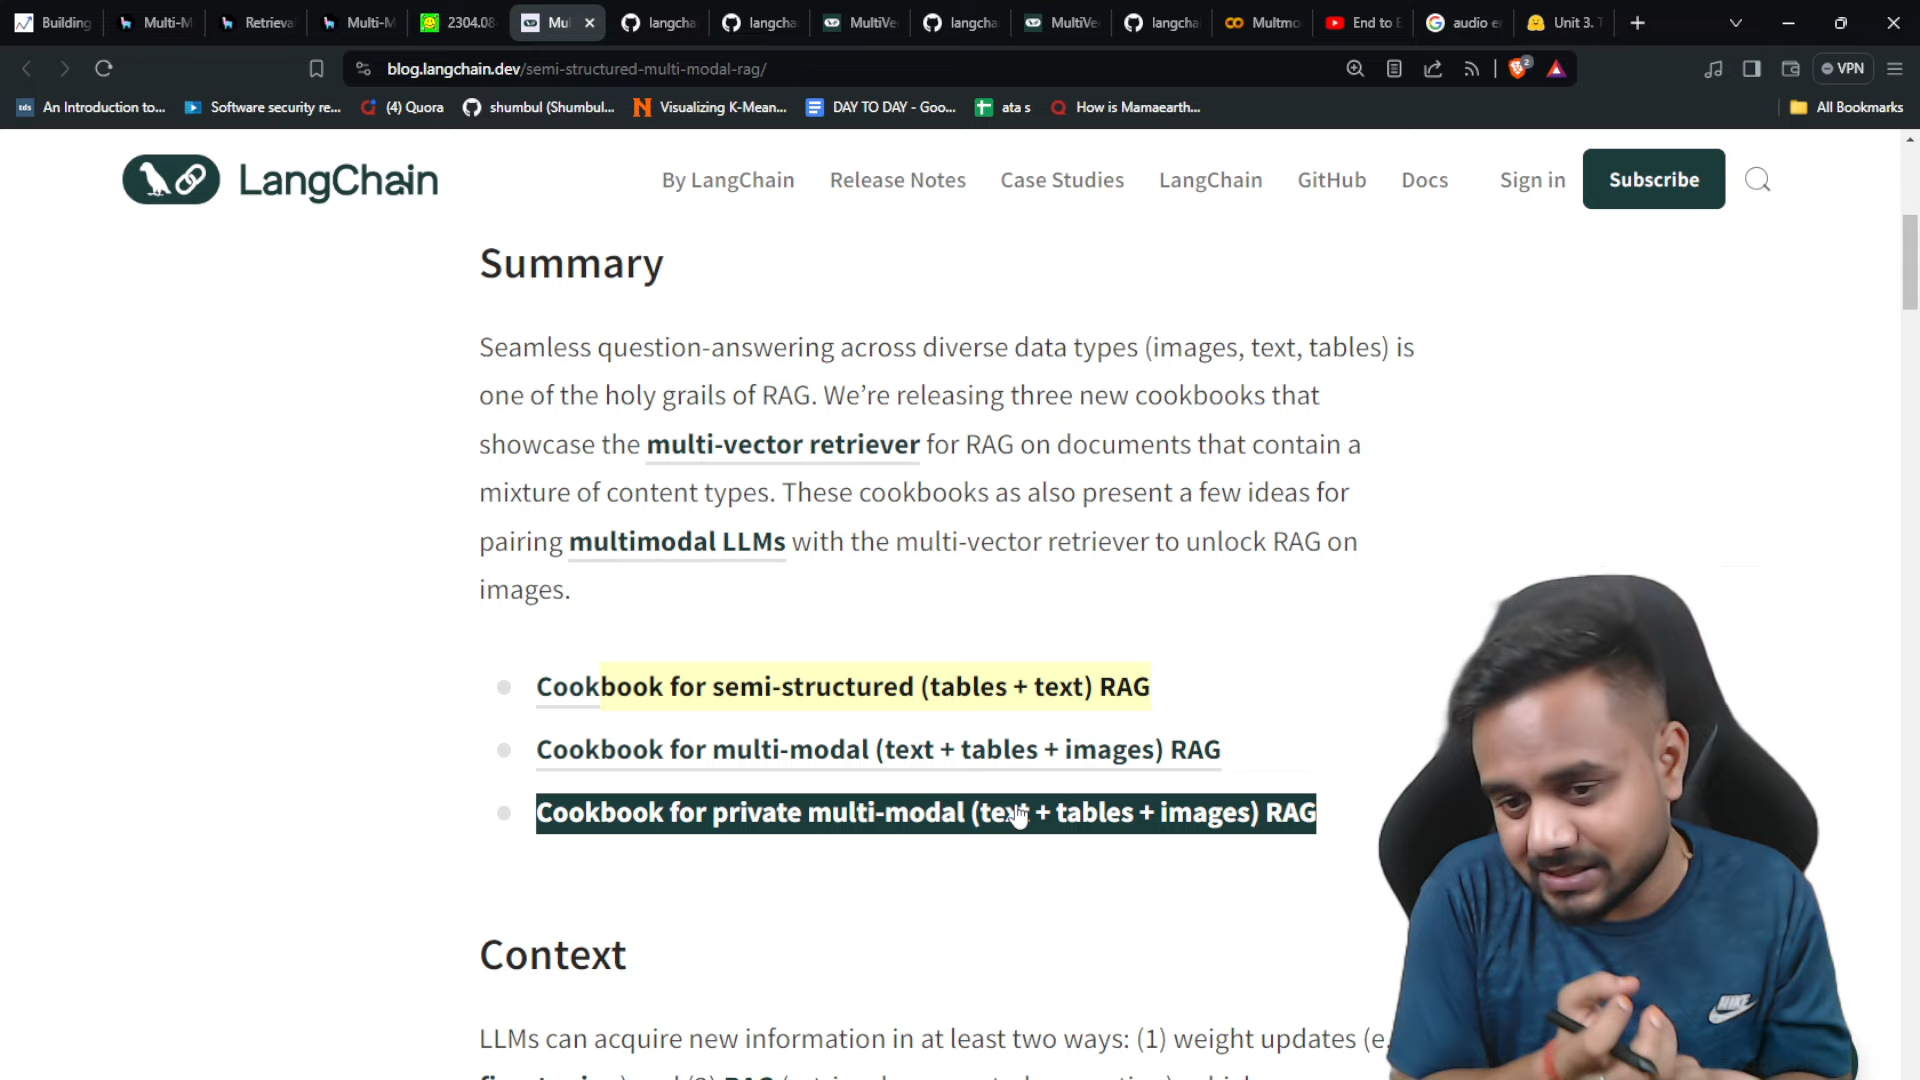 Building
Multi-M
Retrieva
Multi-M
2304.08
Mu
langcha
langcha
MultiVe
langcha
MultiVe
langcha
Multmo
End to E
audio e
Unit 3. T
blog.langchain.dev/semi-structured-multi-modal-rag/
2
VPN
An Introduction to...
Software security re...
(4) Quora
shumbul (Shumbul...
Visualizing K-Mean...
DAY TO DAY - Goo...
ata s
How is Mamaearth...
All Bookmarks
LangChain
By LangChain
Release Notes
Case Studies
LangChain
GitHub
Docs
Sign in
Subscribe
Summary
Seamless question-answering across diverse data types (images, text, tables) is
one of the holy grails of RAG. We’re releasing three new cookbooks that
showcase the multi-vector retriever for RAG on documents that contain a
mixture of content types. These cookbooks as also present a few ideas for
pairing multimodal LLMs with the multi-vector retriever to unlock RAG on
images.
Cookbook for semi-structured (tables + text) RAG
Cookbook for multi-modal (text + tables + images) RAG
Cookbook for private multi-modal (text + tables + images) RAG
Context
LLMs can acquire new information in at least two ways: (1) weight updates (e.
NIKE